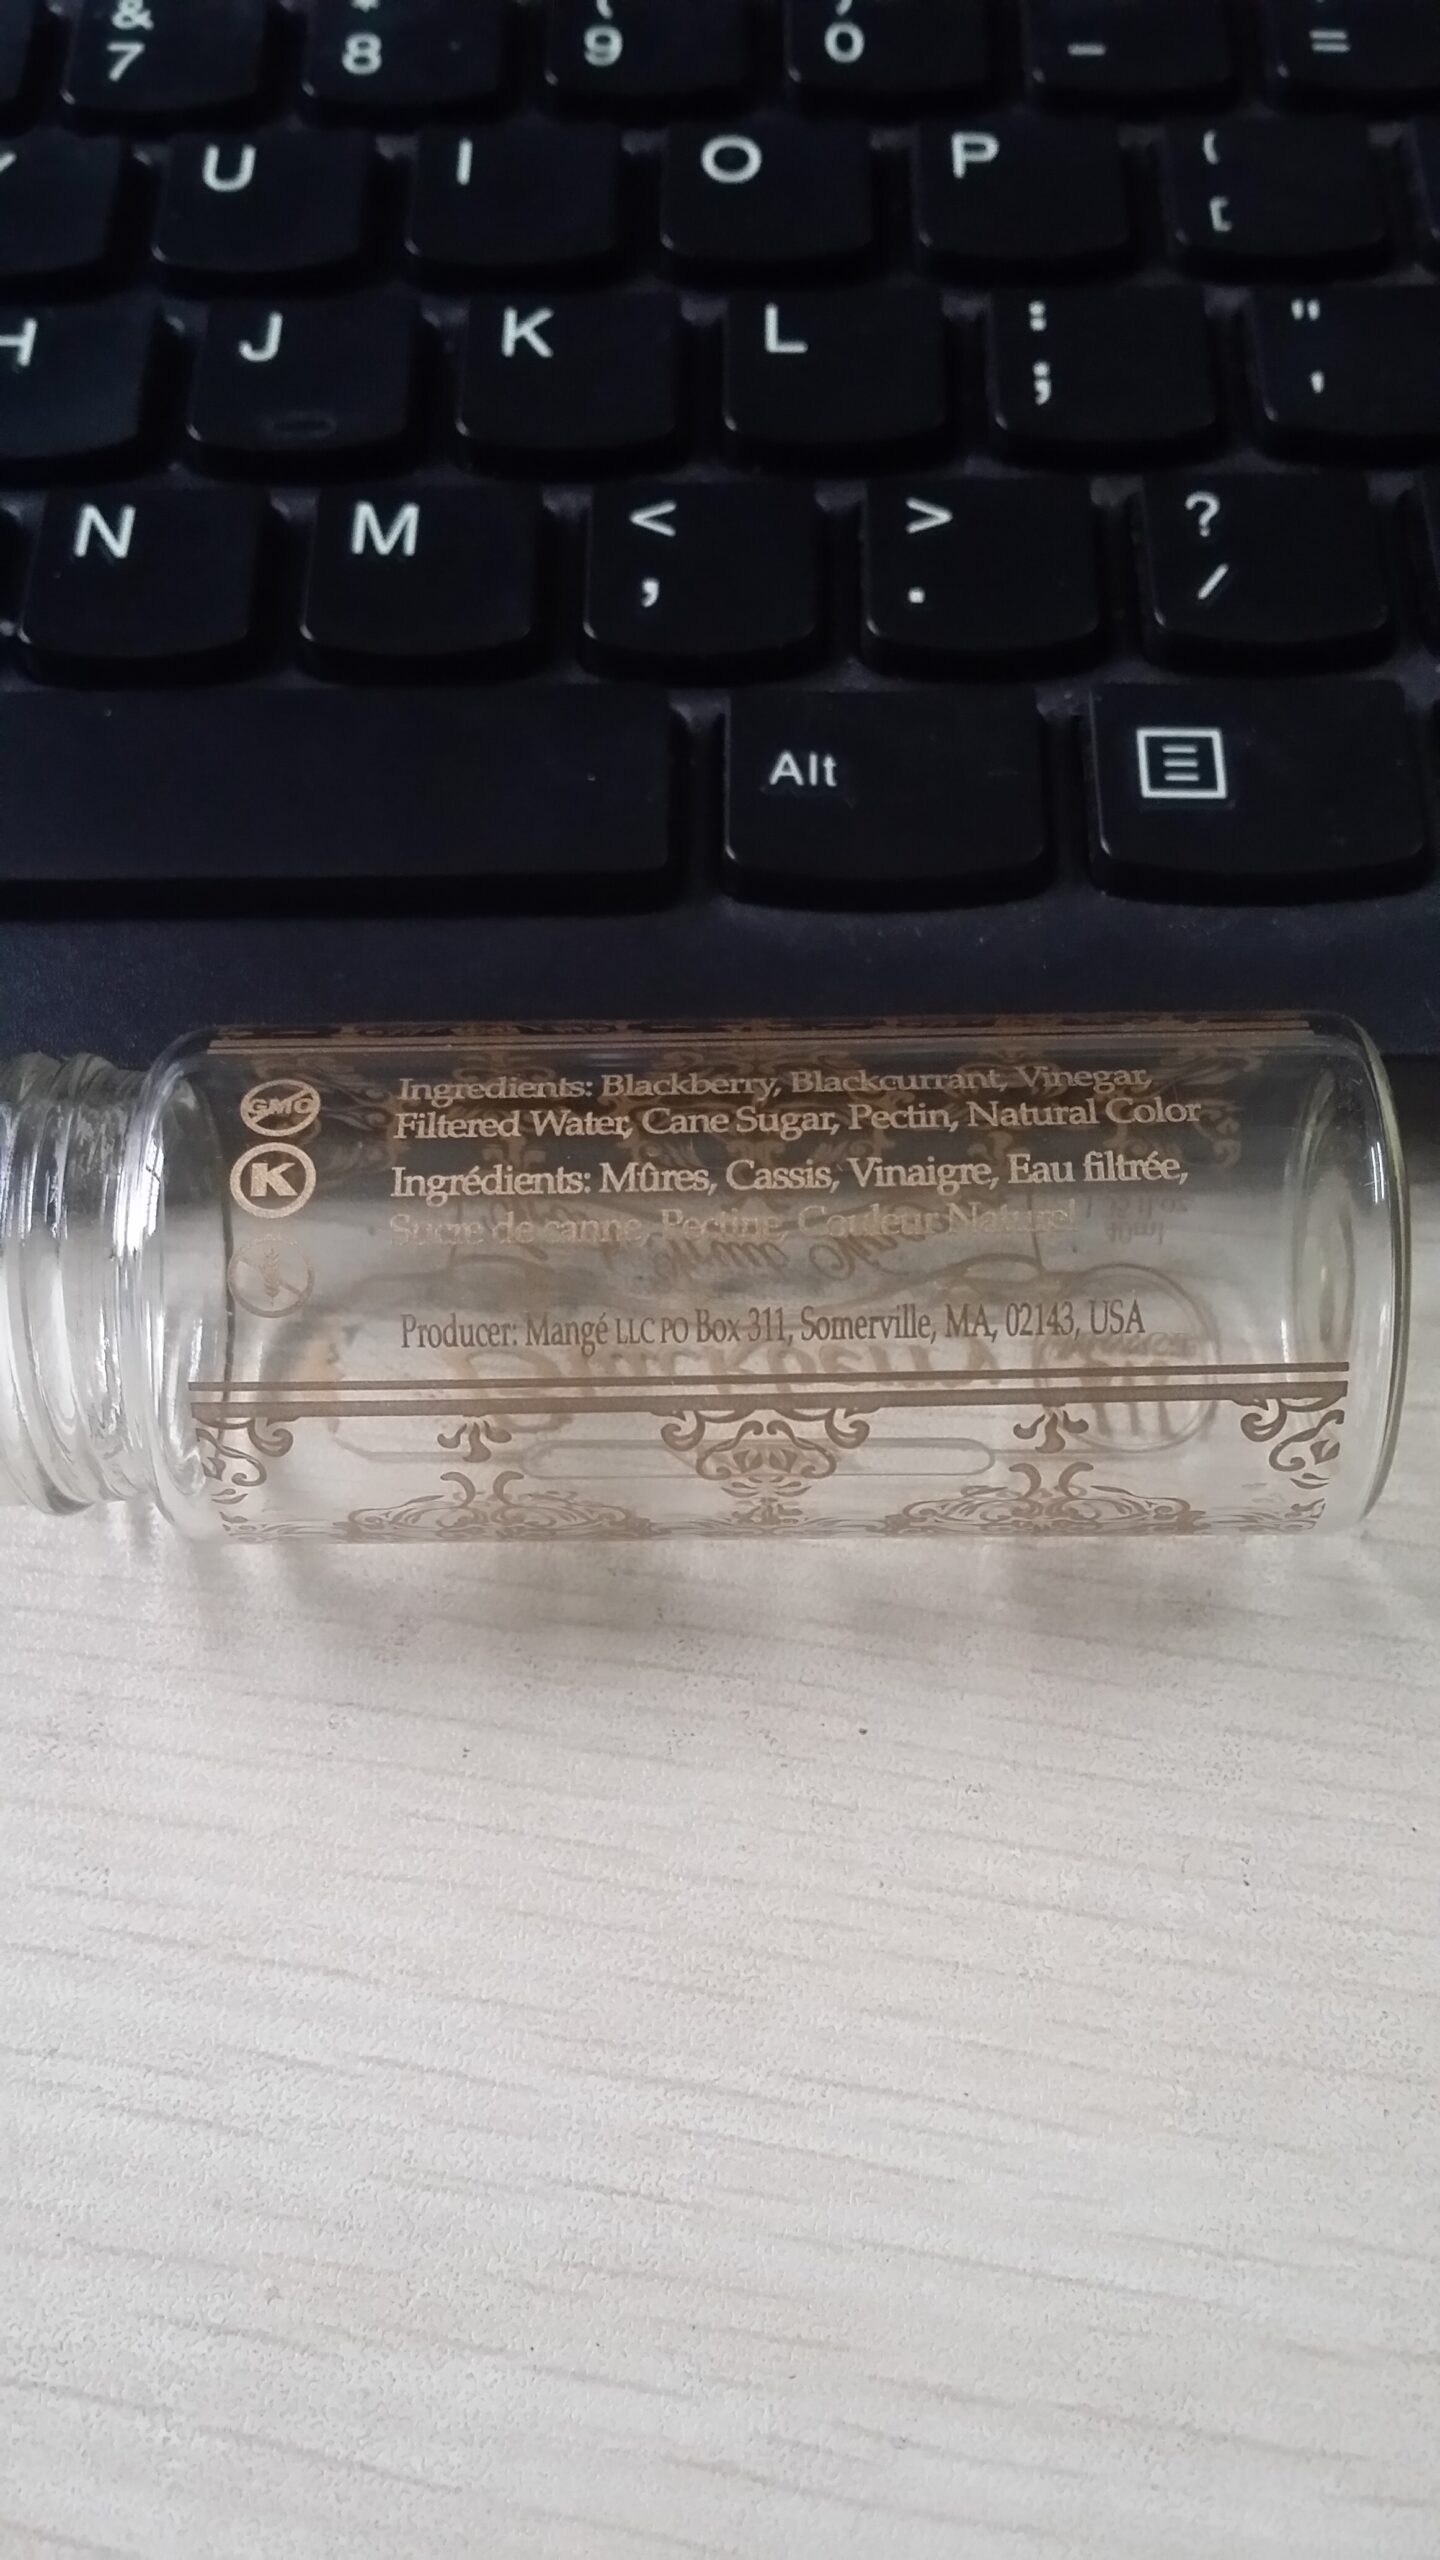 & * ( )
7 8 9 0 - =
U I O P [
H J K L : ; " '
N M < , > . ? /
Alt
GMO
Ingredients: Blackberry, Blackcurrant, Vinegar,
Filtered Water, Cane Sugar, Pectin, Natural Color
K
Ingrédients: Mûres, Cassis, Vinaigre, Eau filtrée,
Sucre de canne, Pectine, Couleur Naturel
Producer: Mangé LLC PO Box 311, Somerville, MA, 02143, USA